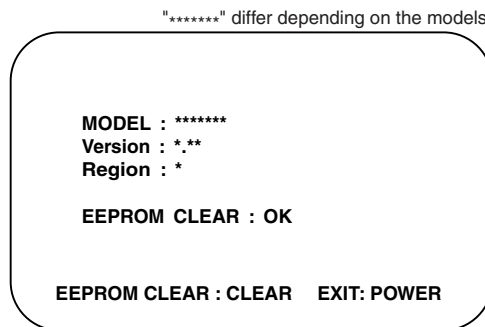 "*******" differ depending on the models
MODEL : *******
Version : *.**
Region : *
EEPROM CLEAR : OK
EEPROM CLEAR : CLEAR EXIT: POWER